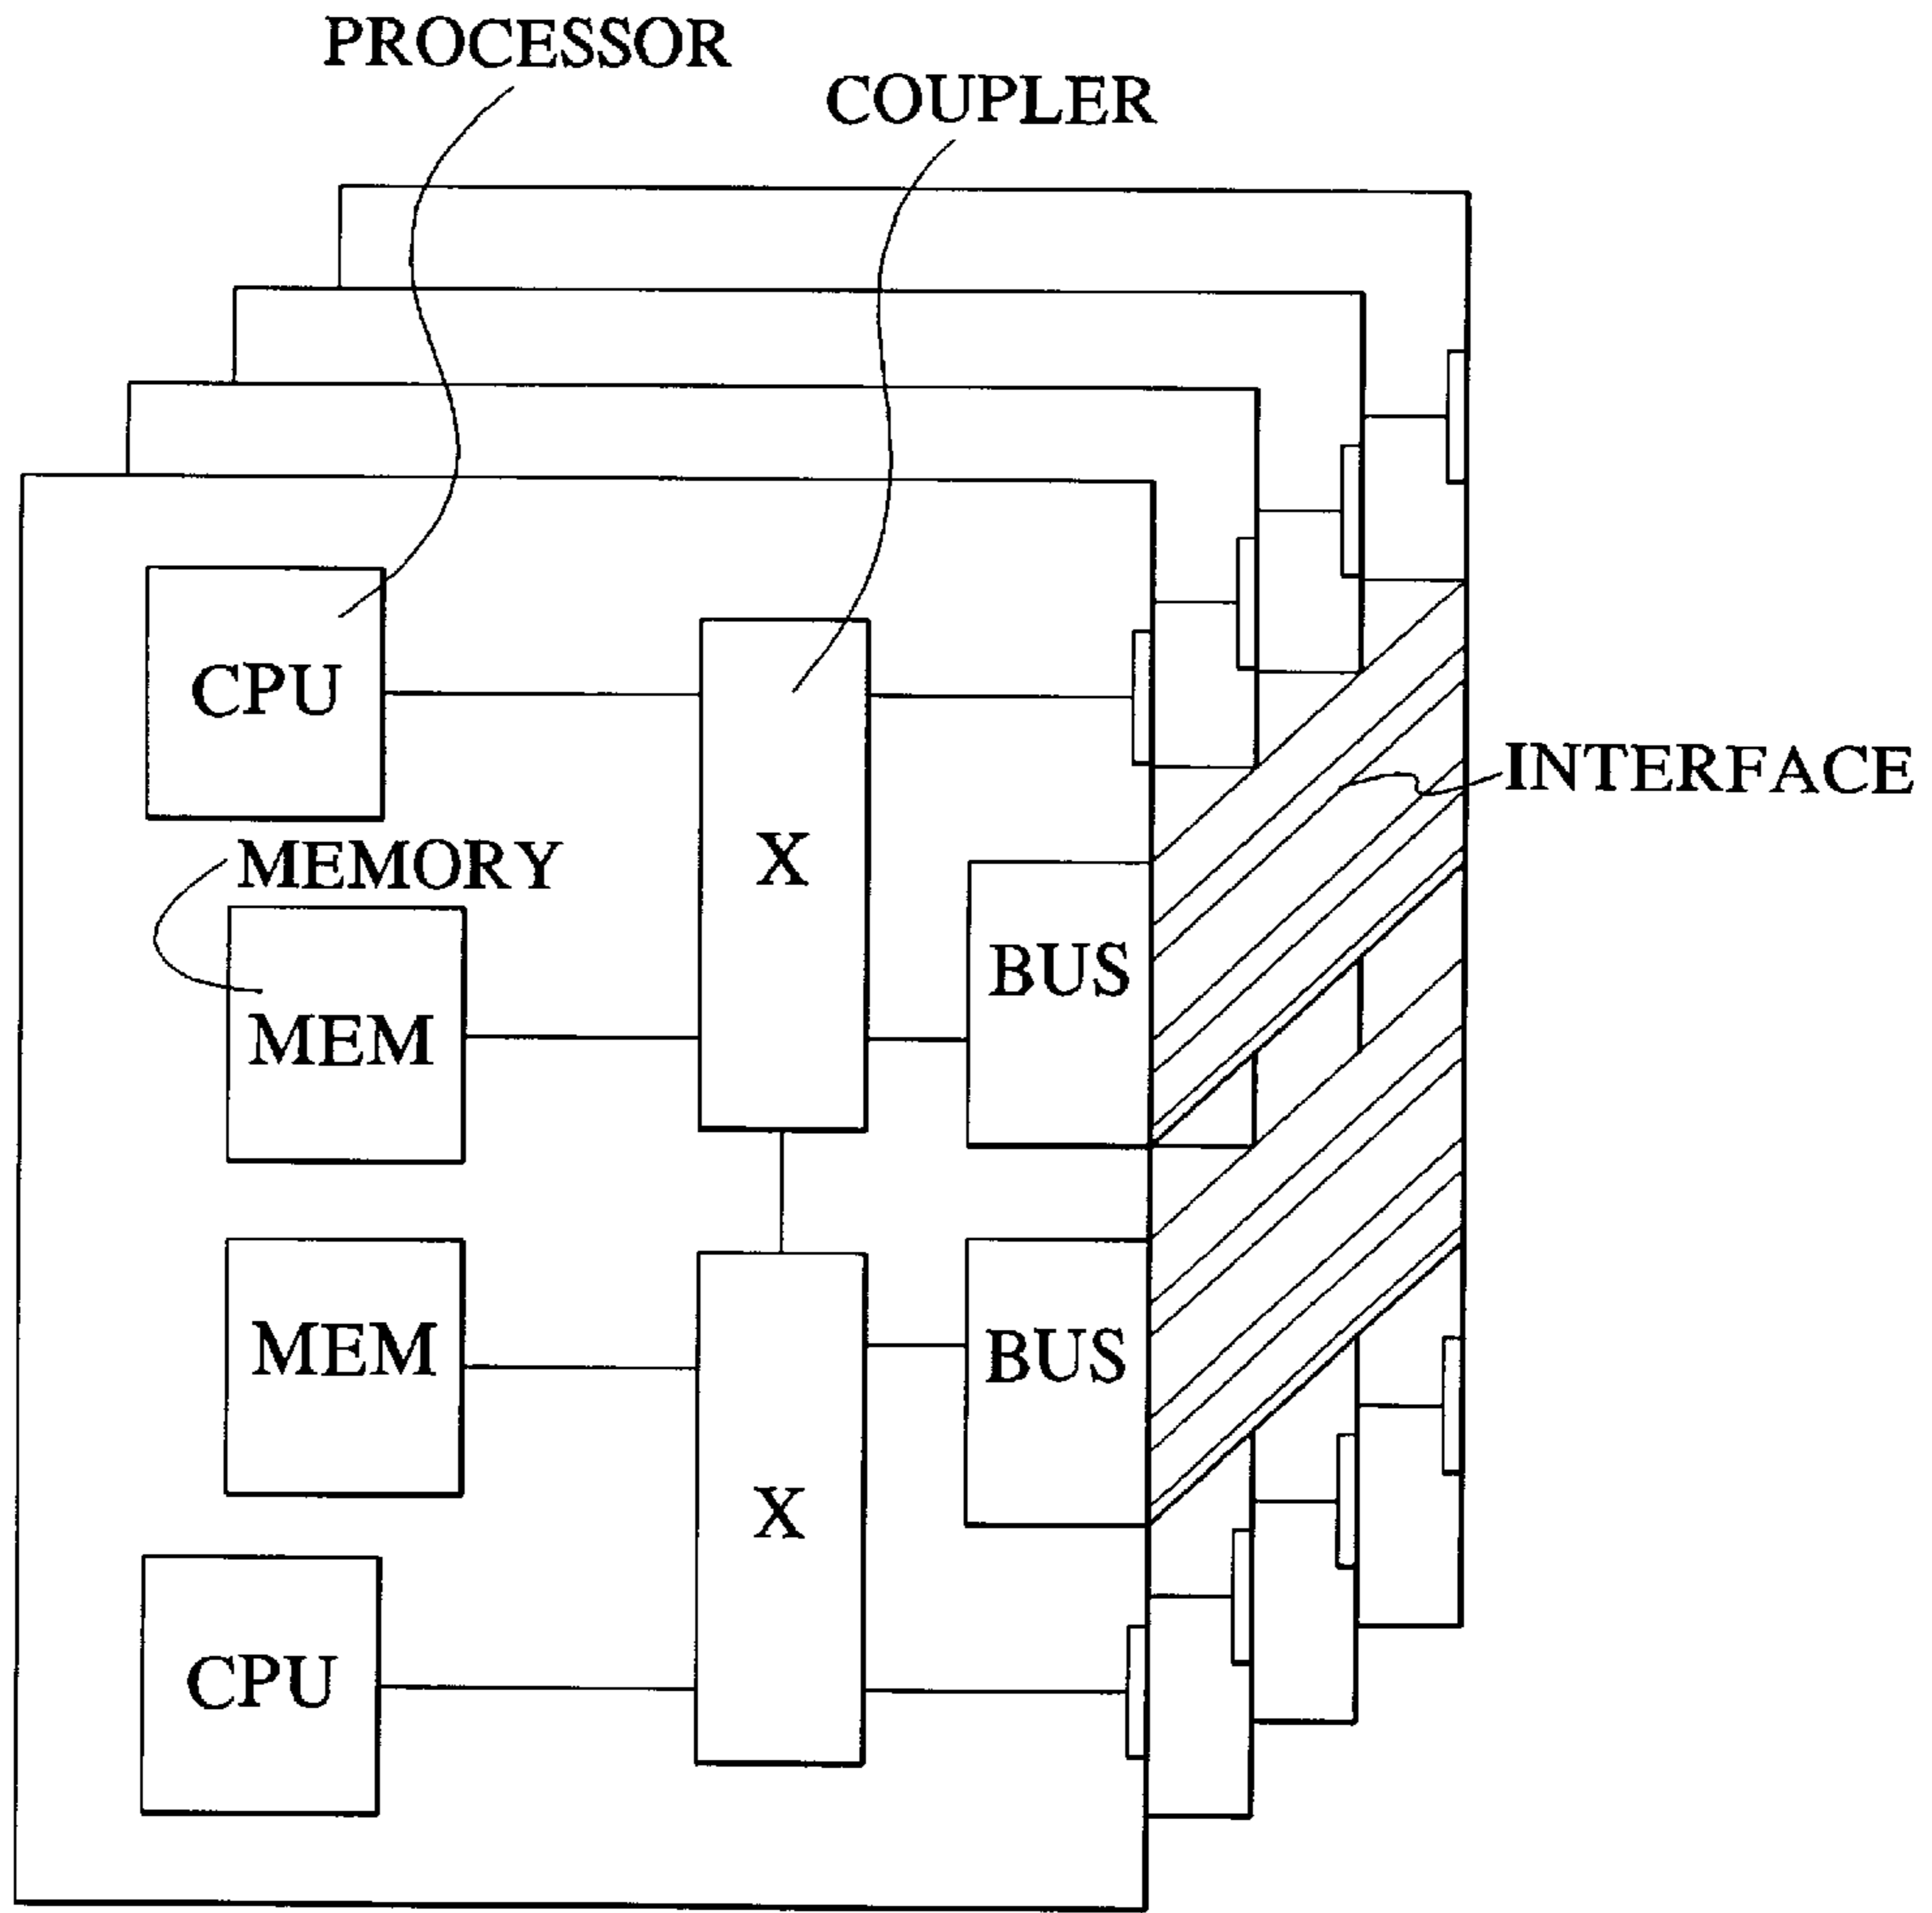 PROCESSOR
COUPLER
CPU
INTERFACE
MEMORY
X
BUS
MEM
MEM
BUS
X
CPU